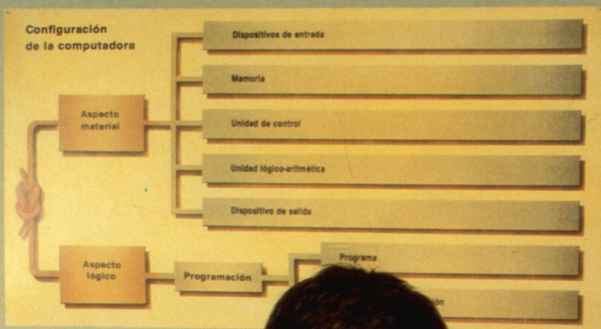 Configuración
de la computadora
Dispositivos de entrada
Memoria
Aspecto
material
Unidad de control
Unidad lógico-aritmética
Dispositivo de salida
Aspecto
lógico
Programación
Programa